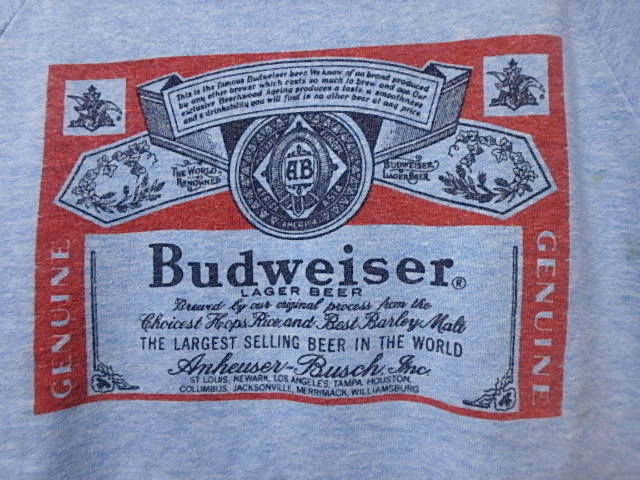 This is the famous Budweiser beer. We know of no brand produced
by any other brewer which costs so much to brew and age. Our
exclusive Beechwood Ageing produces a taste, a smoothness
and a drinkability you will find in no other beer at any price.
THE WORLD
RENOWNED
AB
BUDWEISER
LAGER BEER
AMERICA
ASIA
GENUINE
GENUINE
Budweiser®
LAGER BEER
Brewed by our original process from the
Choicest Hops, Rice and Best Barley Malt
THE LARGEST SELLING BEER IN THE WORLD
Anheuser-Busch, Inc.
ST. LOUIS, NEWARK, LOS ANGELES, TAMPA, HOUSTON,
COLUMBUS, JACKSONVILLE, MERRIMACK, WILLIAMSBURG